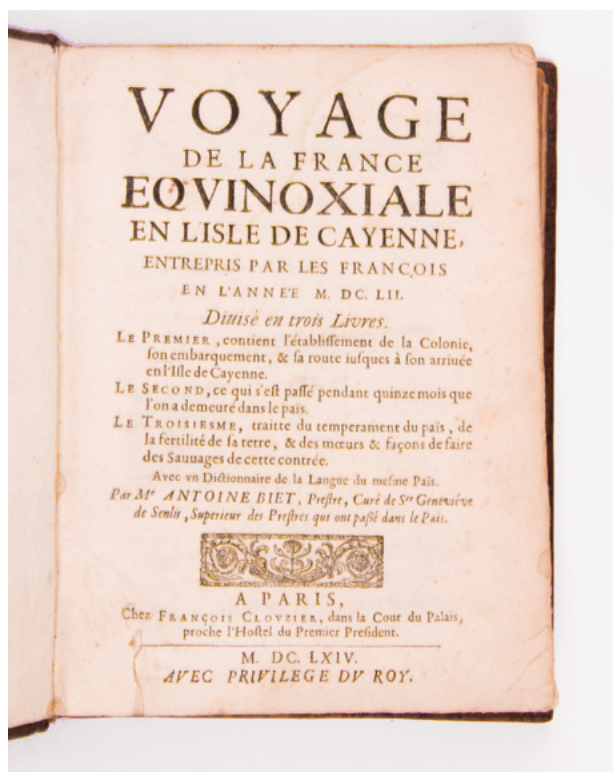 VOYAGE
DE LA FRANCE
EQVINOXIALE
EN L'ISLE DE CAYENNE,
ENTREPRIS PAR LES FRANÇOIS
EN L'ANNE'E M. DC. LII.
Diuisé en trois Livres.
LE PREMIER, contient l'établissement de la Colonie,
son embarquement, & sa route iusques à son arriuée
en l'Isle de Cayenne.
LE SECOND, ce qui s'est passé pendant quinze mois que
l'on a demeuré dans le païs.
LE TROISIESME, traitte du temperament du païs, de
la fertilité de sa terre, & des mœurs & façons de faire
des Sauuages de cette contrée.
Avec vn Dictionnaire de la Langue du mesme Païs.
Par Mᵉ ANTOINE BIET, Prestre, Curé de Sᵗᵉ Geneviéve
de Senlis, Superieur des Prestres qui ont passé dans le Païs.
A PARIS,
Chez FRANÇOIS CLOVZIER, dans la Cour du Palais,
proche l'Hostel du Premier President.
M. DC. LXIV.
AVEC PRIVILEGE DV ROY.